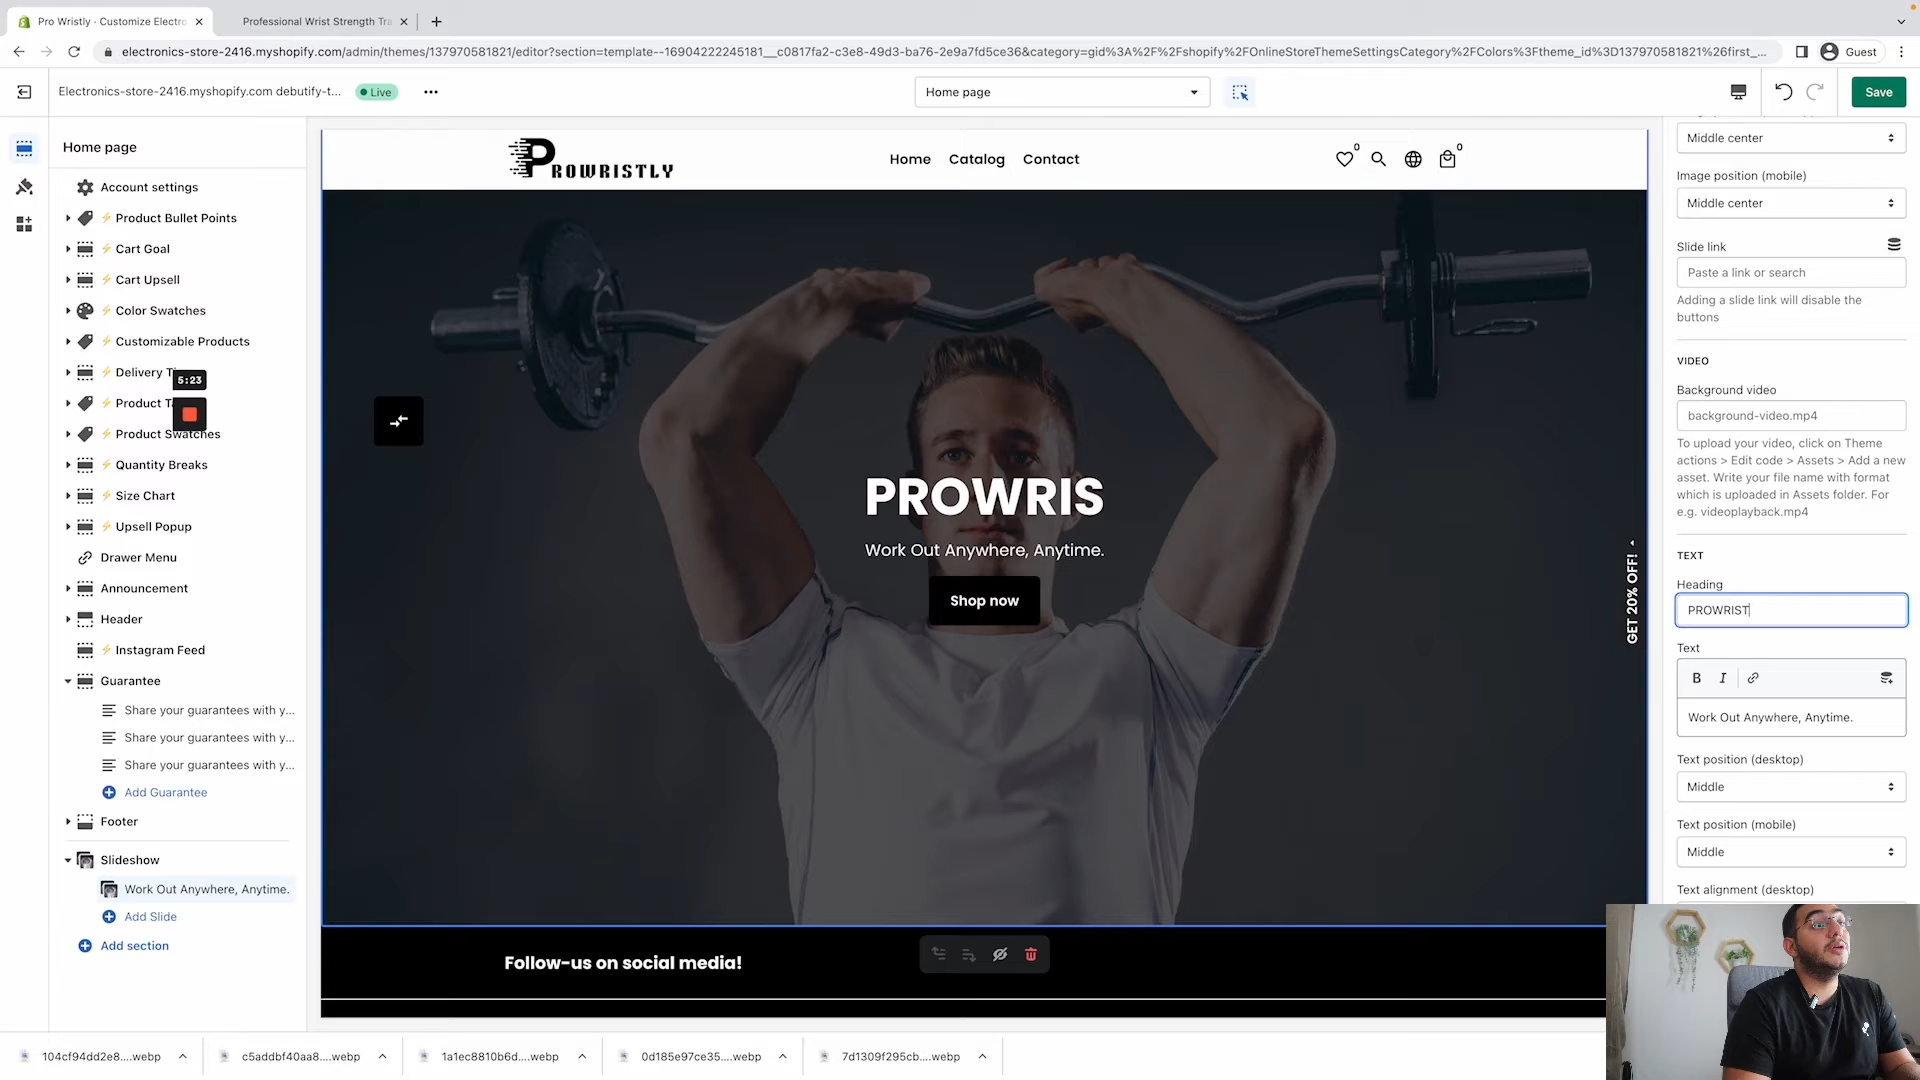 Pro Wristly · Customize Electro
Professional Wrist Strength Tra
electronics-store-2416.myshopify.com/admin/themes/137970581821/editor?section=template--16904222245181__c0817fa2-c3e8-49d3-ba76-2e9a7fd5ce36&category=gid%3A%2F%2Fshopify%2FOnlineStoreThemeSettingsCategory%2FColors%3Ftheme_id%3D137970581821%26first_...
Guest
Electronics-store-2416.myshopify.com debutify-t...
Live
Home page
Save
Home page
Account settings
Product Bullet Points
Cart Goal
Cart Upsell
Color Swatches
Customizable Products
Delivery T
5:23
Product T
Product Swatches
Quantity Breaks
Size Chart
Upsell Popup
Drawer Menu
Announcement
Header
Instagram Feed
Guarantee
Share your guarantees with y...
Share your guarantees with y...
Share your guarantees with y...
Add Guarantee
Footer
Slideshow
Work Out Anywhere, Anytime.
Add Slide
Add section
PROWRISTLY
Home
Catalog
Contact
0
0
PROWRIS
Work Out Anywhere, Anytime.
Shop now
GET 20% OFF!
Follow-us on social media!
Middle center
Image position (mobile)
Middle center
Slide link
Paste a link or search
Adding a slide link will disable the
buttons
VIDEO
Background video
background-video.mp4
To upload your video, click on Theme
actions > Edit code > Assets > Add a new
asset. Write your file name with format
which is uploaded in Assets folder. For
e.g. videoplayback.mp4
TEXT
Heading
PROWRIST
Text
B I
Work Out Anywhere, Anytime.
Text position (desktop)
Middle
Text position (mobile)
Middle
Text alignment (desktop)
104cf94dd2e8....webp
c5addbf40aa8....webp
1a1ec8810b6d....webp
0d185e97ce35....webp
7d1309f295cb....webp